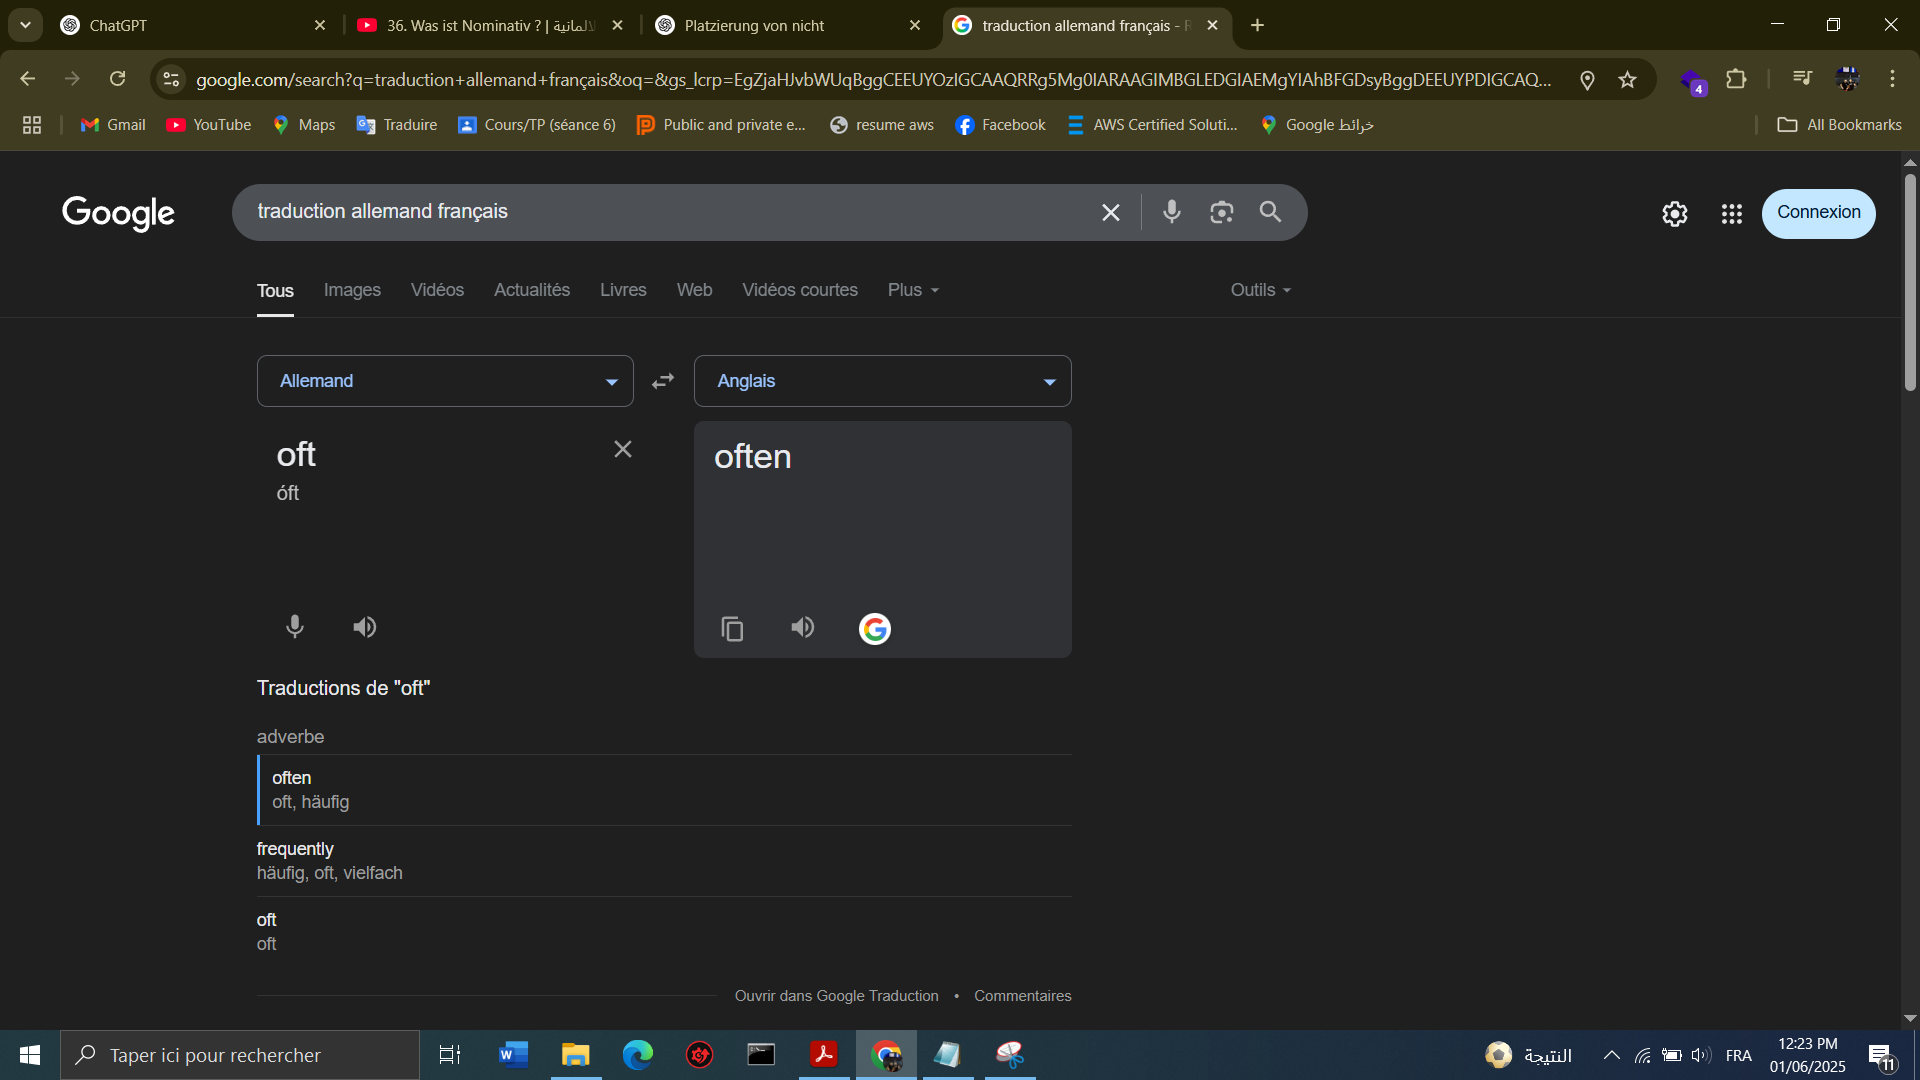 ChatGPT
36. Was ist Nominativ ? |
Platzierung von nicht
traduction allemand français - R
google.com/search?q=traduction+allemand+français&oq=&gs_lcrp=EgZjaHJvbWUqBggCEEUYOzIGCAAQRRg5Mg0IARAAGIMBGLEDGIAEMgYIAhBFGDsyBggDEEUYPDIGCAQ...
4
Gmail
YouTube
Maps
Traduire
Cours/TP (séance 6)
Public and private e...
resume aws
Facebook
AWS Certified Soluti...
خرائط Google
All Bookmarks
Google
traduction allemand français
Connexion
Tous
Images
Vidéos
Actualités
Livres
Web
Vidéos courtes
Plus
Outils
Allemand
Anglais
oft
óft
often
Traductions de "oft"
adverbe
often
oft, häufig
frequently
häufig, oft, vielfach
oft
oft
Ouvrir dans Google Traduction • Commentaires
Taper ici pour rechercher
النتيجة
FRA
12:23 PM
01/06/2025
11